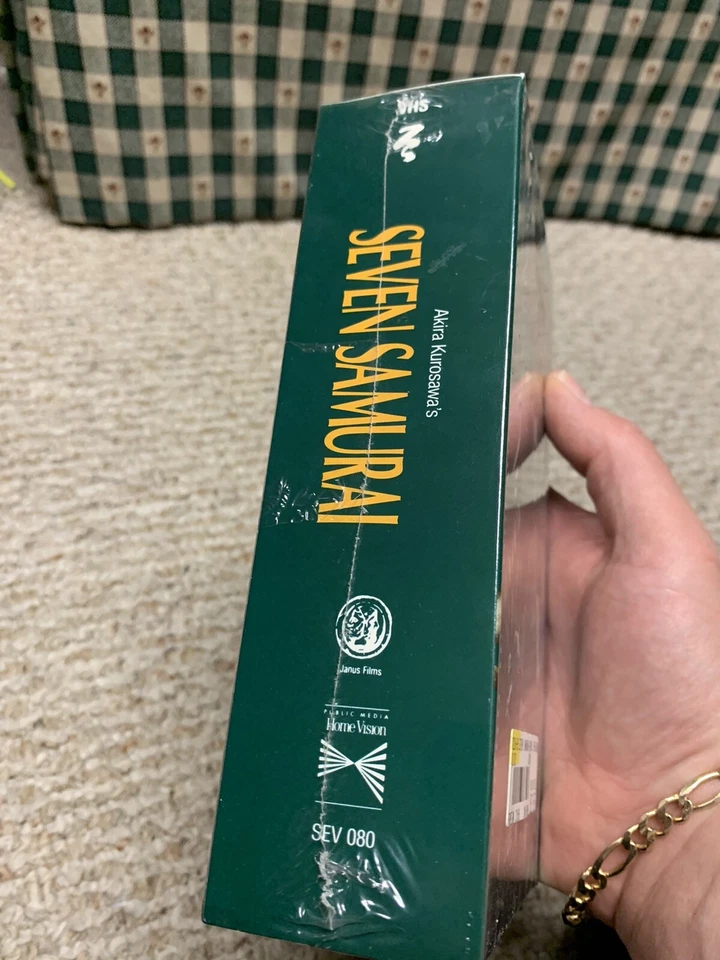 VHS
Akira Kurosawa's
SEVEN SAMURAI
Janus Films
PUBLIC MEDIA
Home Vision
SEV 080